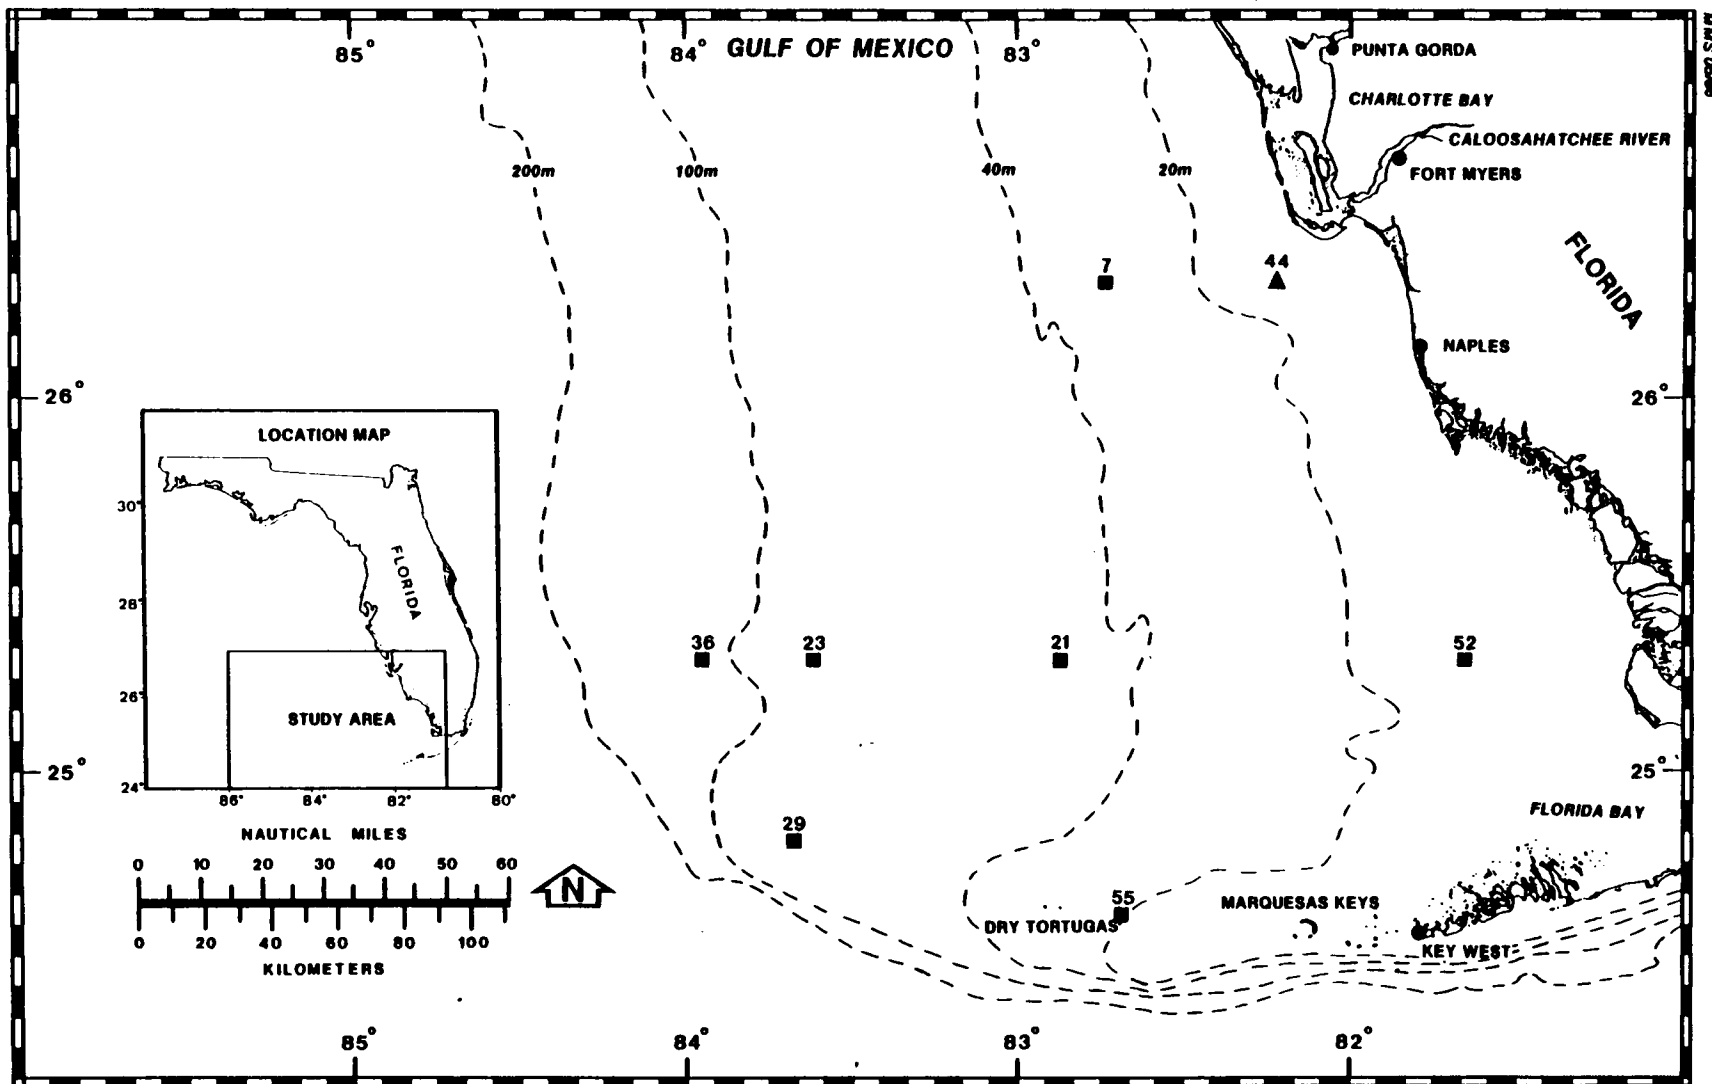 85° 84° GULF OF MEXICO 83°
PUNTA GORDA
CHARLOTTE BAY
CALOOSAHATCHEE RIVER
FORT MYERS
200m 100m 40m 20m
FLORIDA
7 44
NAPLES
26° 26°
LOCATION MAP
30°
28°
26°
24°
FLORIDA
STUDY AREA
86° 84° 82° 80°
36 23 21 52
25° 25°
FLORIDA BAY
29
NAUTICAL MILES
0 10 20 30 40 50 60
0 20 40 60 80 100
KILOMETERS
N
55
DRY TORTUGAS
MARQUESAS KEYS
KEY WEST
85° 84° 83° 82°